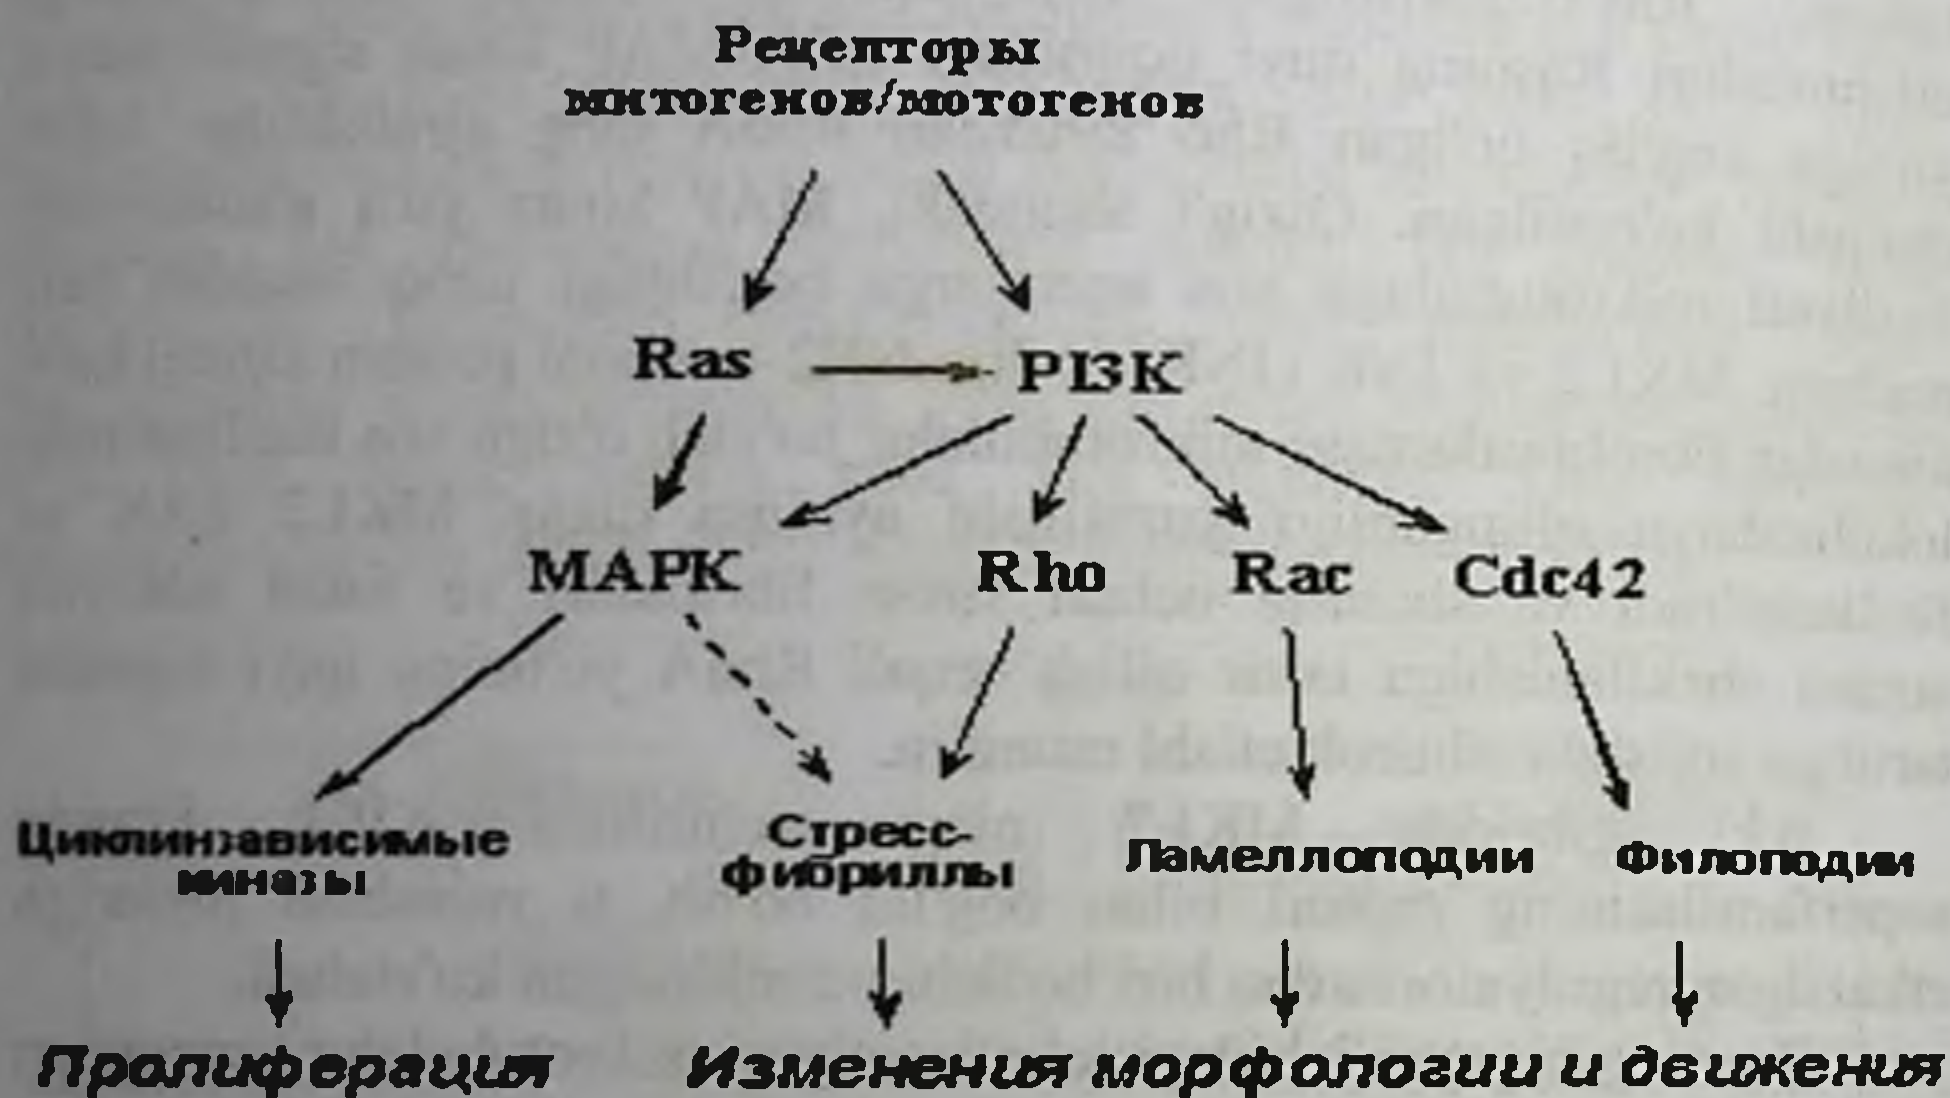 Рецепторы
митогенов/мотогенов
Ras
PI3K
MAPK
Rho
Rac
Cdc42
Циклинзависимые
киназы
Стресс-
фибриллы
Ламеллоподии
Филоподии
Пролиферация
Изменения морфологии и движения